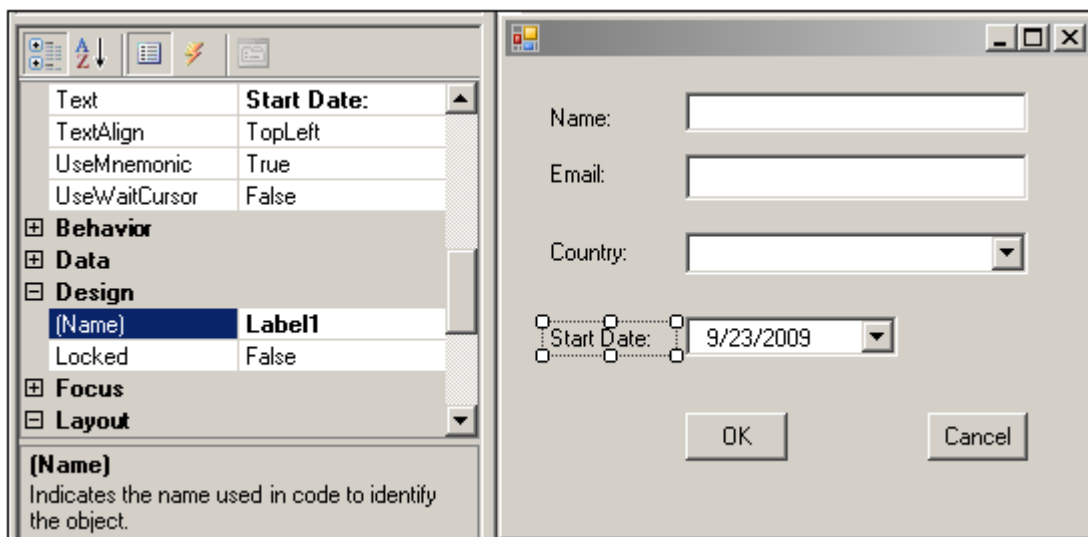 Text Start Date:
TextAlign TopLeft
UseMnemonic True
UseWaitCursor False
Behavior
Data
Design
(Name) Label1
Locked False
Focus
Layout
(Name)
Indicates the name used in code to identify
the object.
Name:
Email:
Country:
Start Date: 9/23/2009
OK Cancel